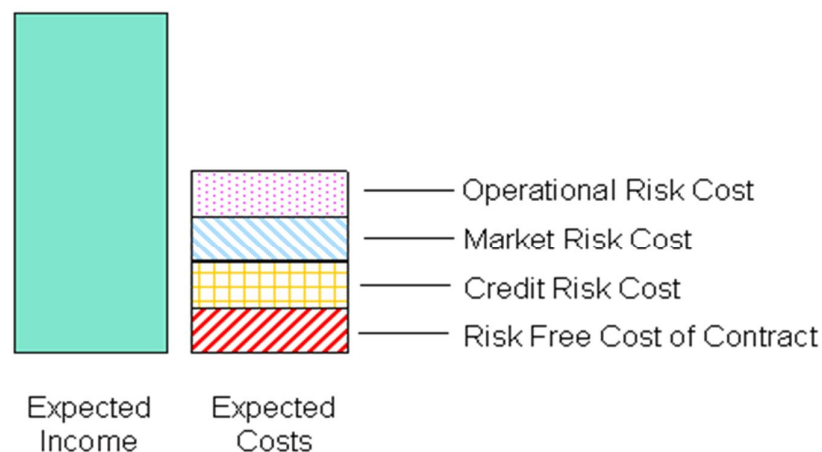 Operational Risk Cost
Market Risk Cost
Credit Risk Cost
Risk Free Cost of Contract
Expected
Income
Expected
Costs